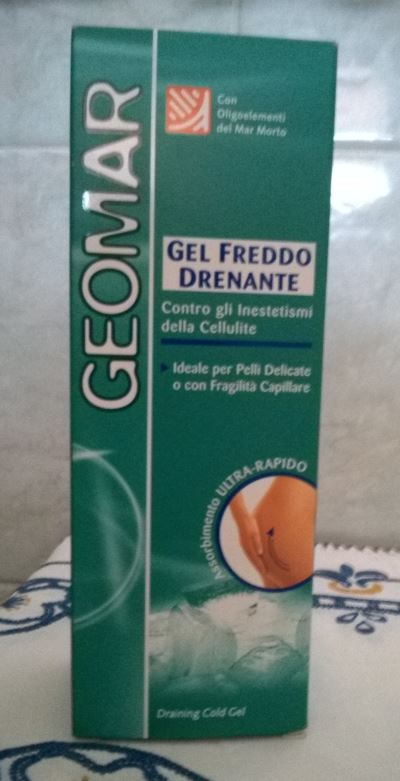 GEOMAR
Con
Oligoelementi
del Mar Morto
GEL FREDDO
DRENANTE
Contro gli Inestetismi
della Cellulite
Ideale per Pelli Delicate
o con Fragilità Capillare
Assorbimento ULTRA-RAPIDO
Draining Cold Gel